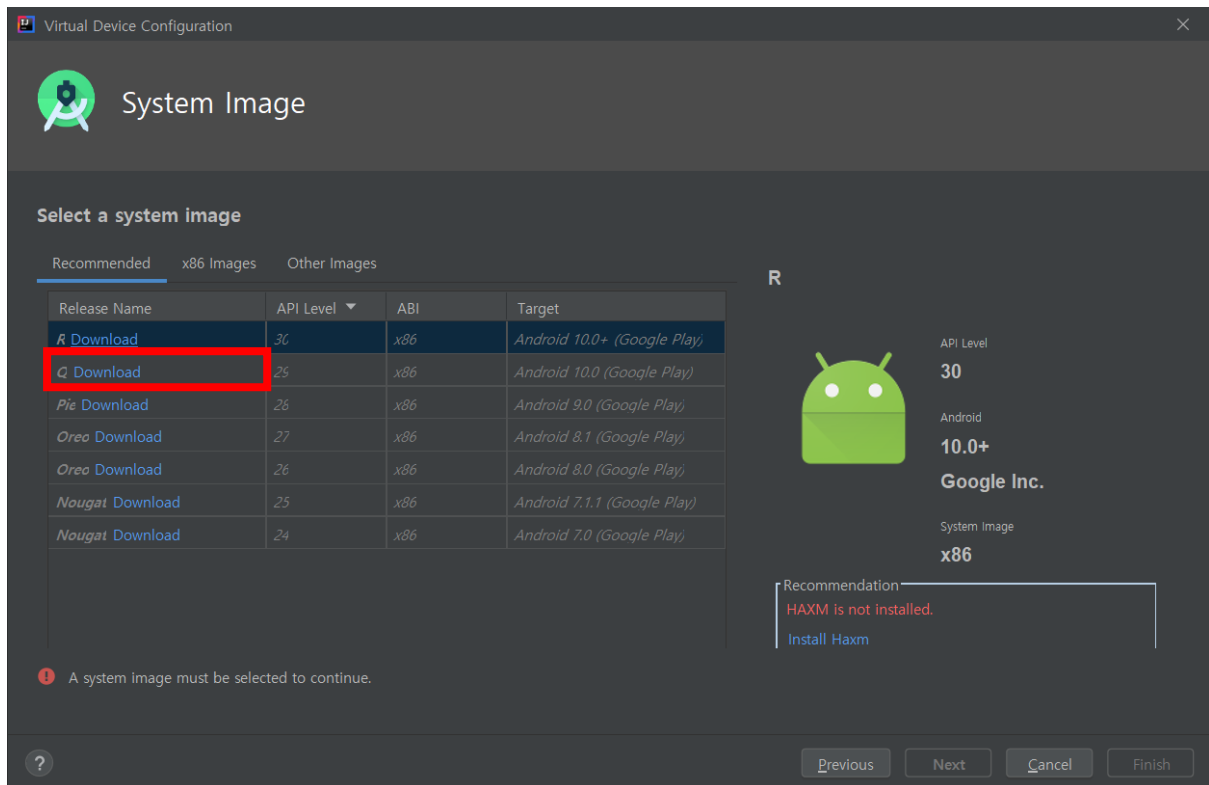 Virtual Device Configuration
System Image
Select a system image
Recommended x86 Images Other Images
Release Name API Level ABI Target
R Download 30 x86 Android 10.0+ (Google Play)
Q Download 29 x86 Android 10.0 (Google Play)
Pie Download 28 x86 Android 9.0 (Google Play)
Oreo Download 27 x86 Android 8.1 (Google Play)
Oreo Download 26 x86 Android 8.0 (Google Play)
Nougat Download 25 x86 Android 7.1.1 (Google Play)
Nougat Download 24 x86 Android 7.0 (Google Play)
R
API Level
30
Android
10.0+
Google Inc.
System Image
x86
Recommendation
HAXM is not installed.
Install Haxm
A system image must be selected to continue.
? Previous Next Cancel Finish